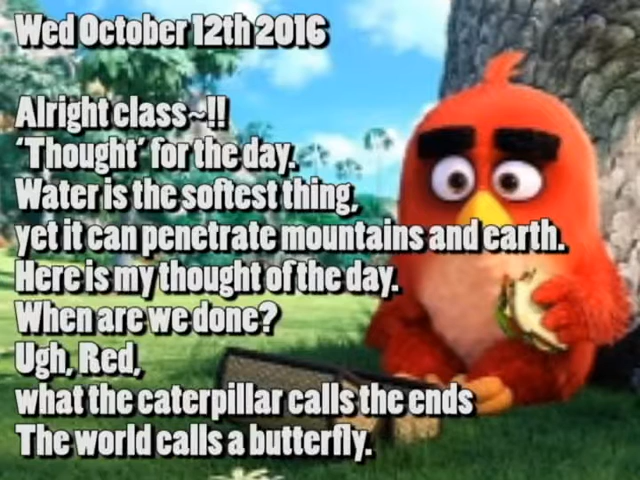 Wed October 12th 2016
Alright class~!!
‘Thought’ for the day.
Water is the softest thing,
yet it can penetrate mountains and earth.
Here is my thought of the day.
When are we done?
Ugh, Red,
what the caterpillar calls the ends
The world calls a butterfly.